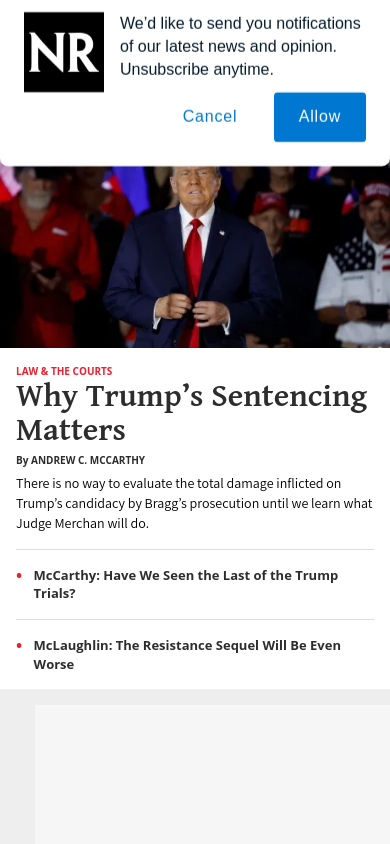 NR
We’d like to send you notifications
of our latest news and opinion.
Unsubscribe anytime.
Cancel
Allow
LAW & THE COURTS
Why Trump’s Sentencing
Matters
By ANDREW C. MCCARTHY
There is no way to evaluate the total damage inflicted on
Trump’s candidacy by Bragg’s prosecution until we learn what
Judge Merchan will do.
• McCarthy: Have We Seen the Last of the Trump
Trials?
• McLaughlin: The Resistance Sequel Will Be Even
Worse